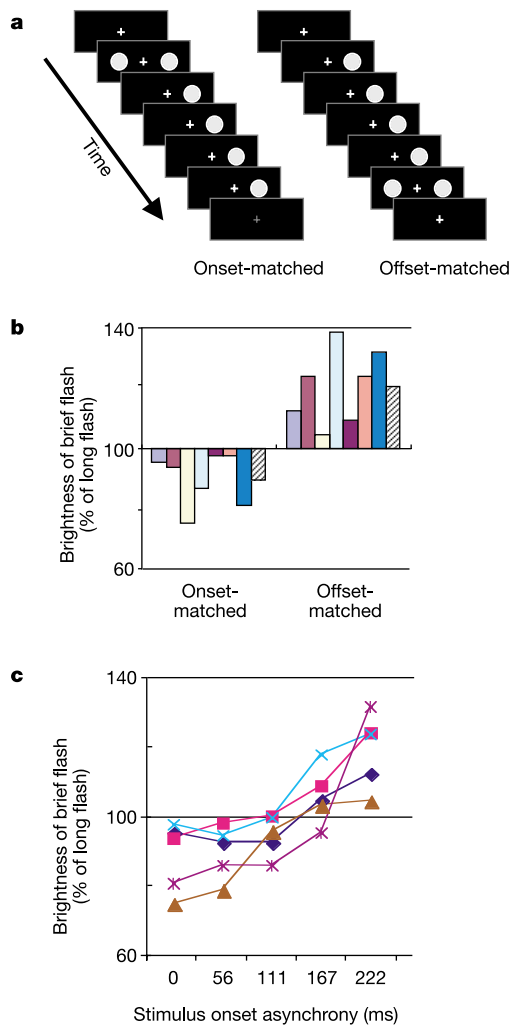 a
Time
Onset-matched
Offset-matched
b
140
100
60
Brightness of brief flash
(% of long flash)
Onset-
matched
Offset-
matched
c
140
100
60
Brightness of brief flash
(% of long flash)
0 56 111 167 222
Stimulus onset asynchrony (ms)